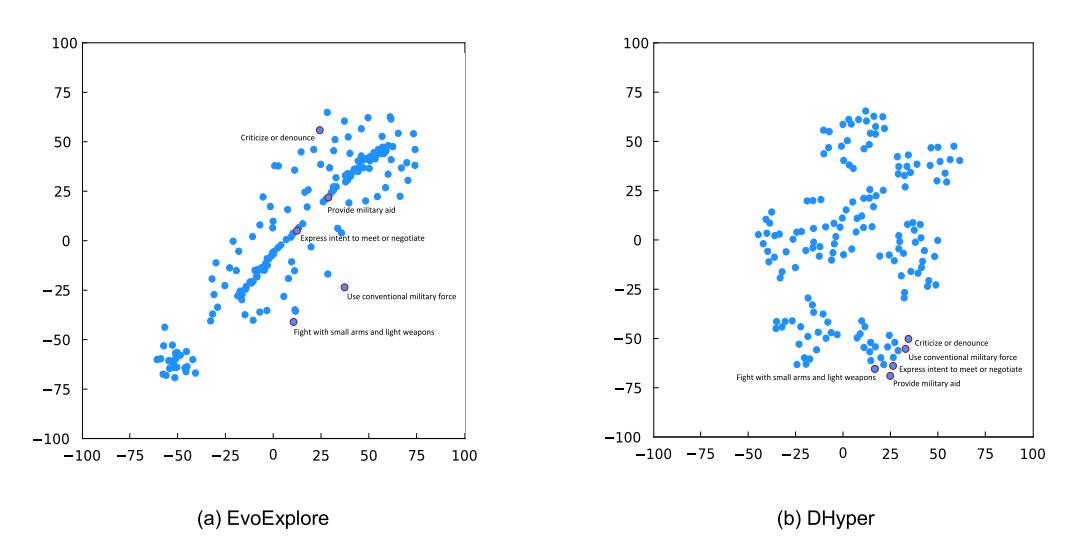 100
75
50
25
0
−25
−50
−75
−100
−100 −75 −50 −25 0 25 50 75 100
Criticize or denounce
Provide military aid
Express intent to meet or negotiate
Use conventional military force
Fight with small arms and light weapons
(a) EvoExplore
100
75
50
25
0
−25
−50
−75
−100
−100 −75 −50 −25 0 25 50 75 100
Criticize or denounce
Use conventional military force
Express intent to meet or negotiate
Fight with small arms and light weapons
Provide military aid
(b) DHyper